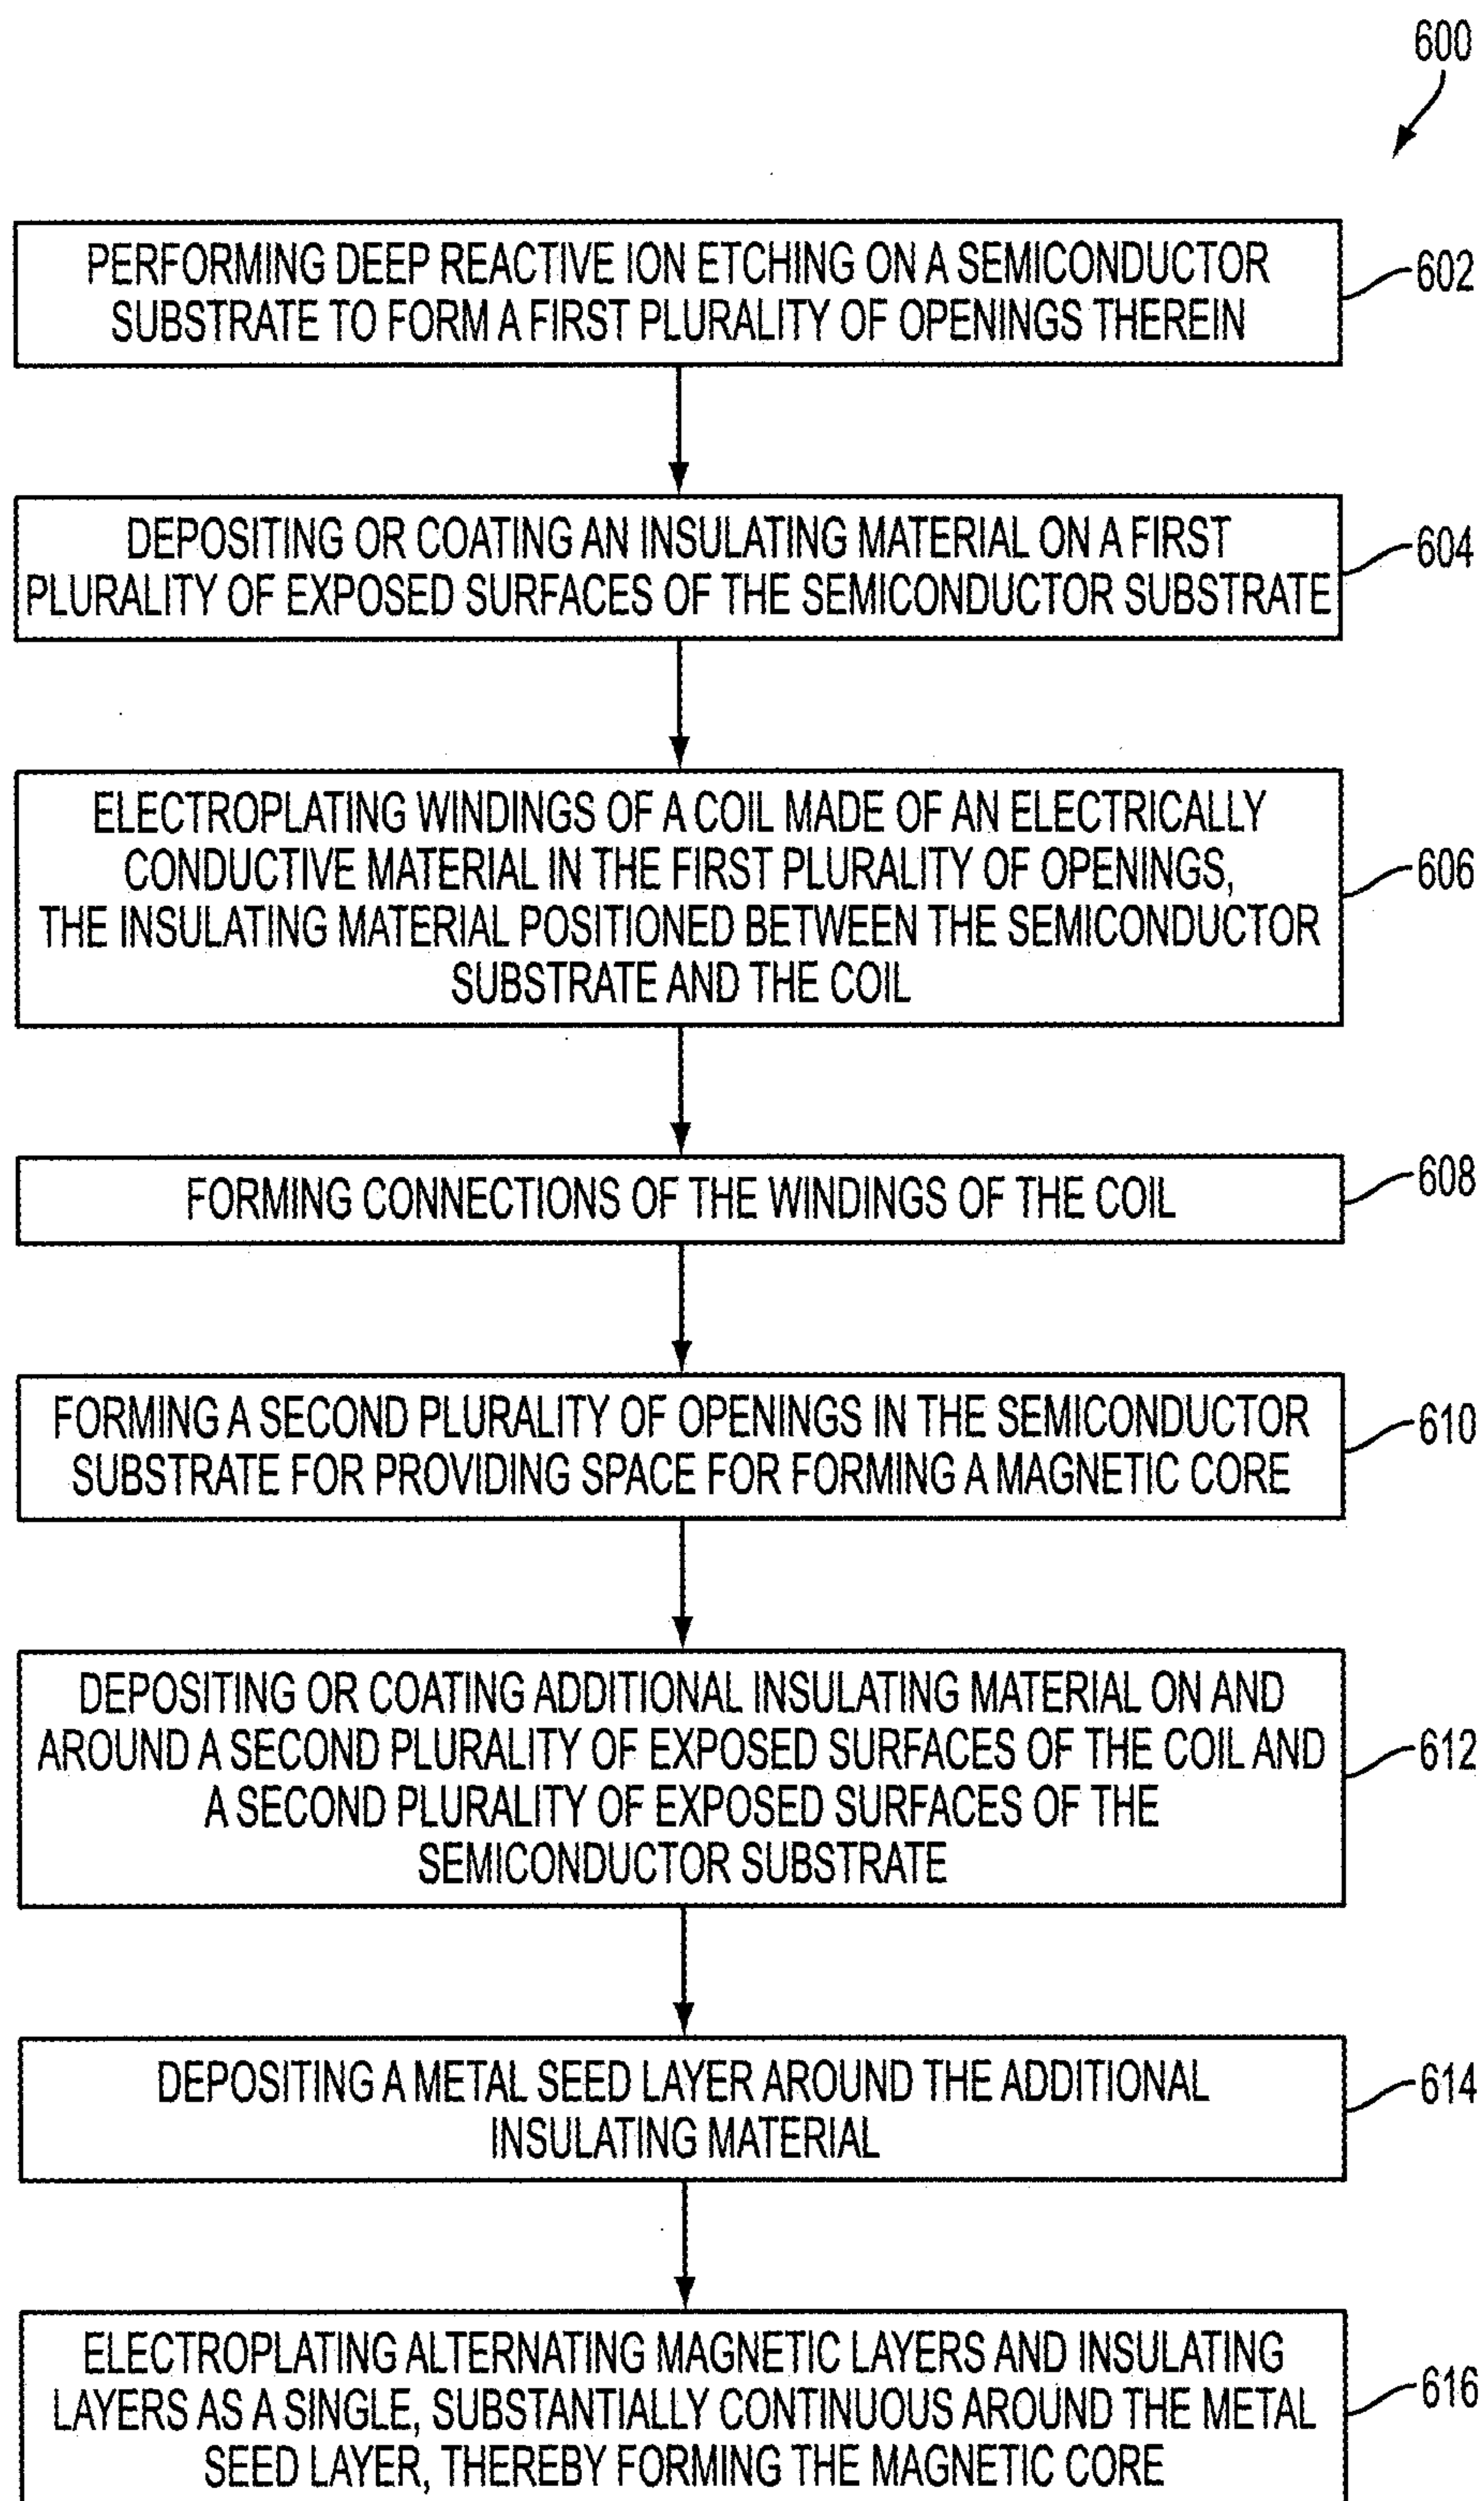 600
PERFORMING DEEP REACTIVE ION ETCHING ON A SEMICONDUCTOR
SUBSTRATE TO FORM A FIRST PLURALITY OF OPENINGS THEREIN
602
DEPOSITING OR COATING AN INSULATING MATERIAL ON A FIRST
PLURALITY OF EXPOSED SURFACES OF THE SEMICONDUCTOR SUBSTRATE
604
ELECTROPLATING WINDINGS OF A COIL MADE OF AN ELECTRICALLY
CONDUCTIVE MATERIAL IN THE FIRST PLURALITY OF OPENINGS,
THE INSULATING MATERIAL POSITIONED BETWEEN THE SEMICONDUCTOR
SUBSTRATE AND THE COIL
606
FORMING CONNECTIONS OF THE WINDINGS OF THE COIL
608
FORMING A SECOND PLURALITY OF OPENINGS IN THE SEMICONDUCTOR
SUBSTRATE FOR PROVIDING SPACE FOR FORMING A MAGNETIC CORE
610
DEPOSITING OR COATING ADDITIONAL INSULATING MATERIAL ON AND
AROUND A SECOND PLURALITY OF EXPOSED SURFACES OF THE COIL AND
A SECOND PLURALITY OF EXPOSED SURFACES OF THE
SEMICONDUCTOR SUBSTRATE
612
DEPOSITING A METAL SEED LAYER AROUND THE ADDITIONAL
INSULATING MATERIAL
614
ELECTROPLATING ALTERNATING MAGNETIC LAYERS AND INSULATING
LAYERS AS A SINGLE, SUBSTANTIALLY CONTINUOUS AROUND THE METAL
SEED LAYER, THEREBY FORMING THE MAGNETIC CORE
616